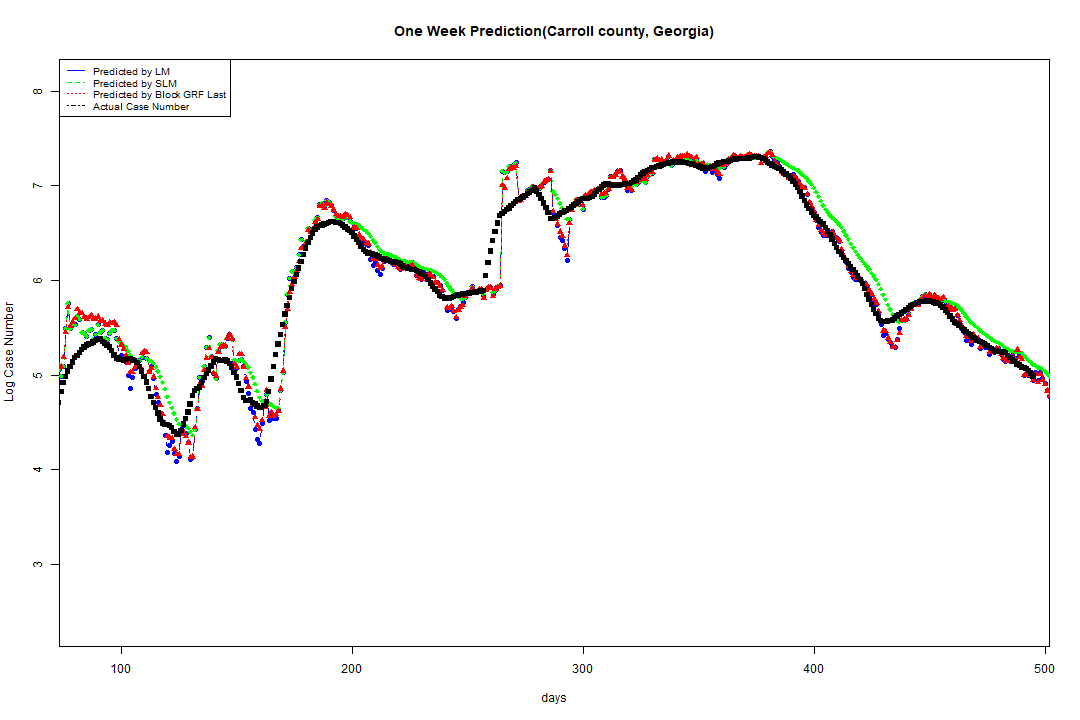 One Week Prediction(Carroll county, Georgia)
Predicted by LM
Predicted by SLM
Predicted by Block GRF Last
Actual Case Number
8
7
6
5
4
3
Log Case Number
100 200 300 400 500
days